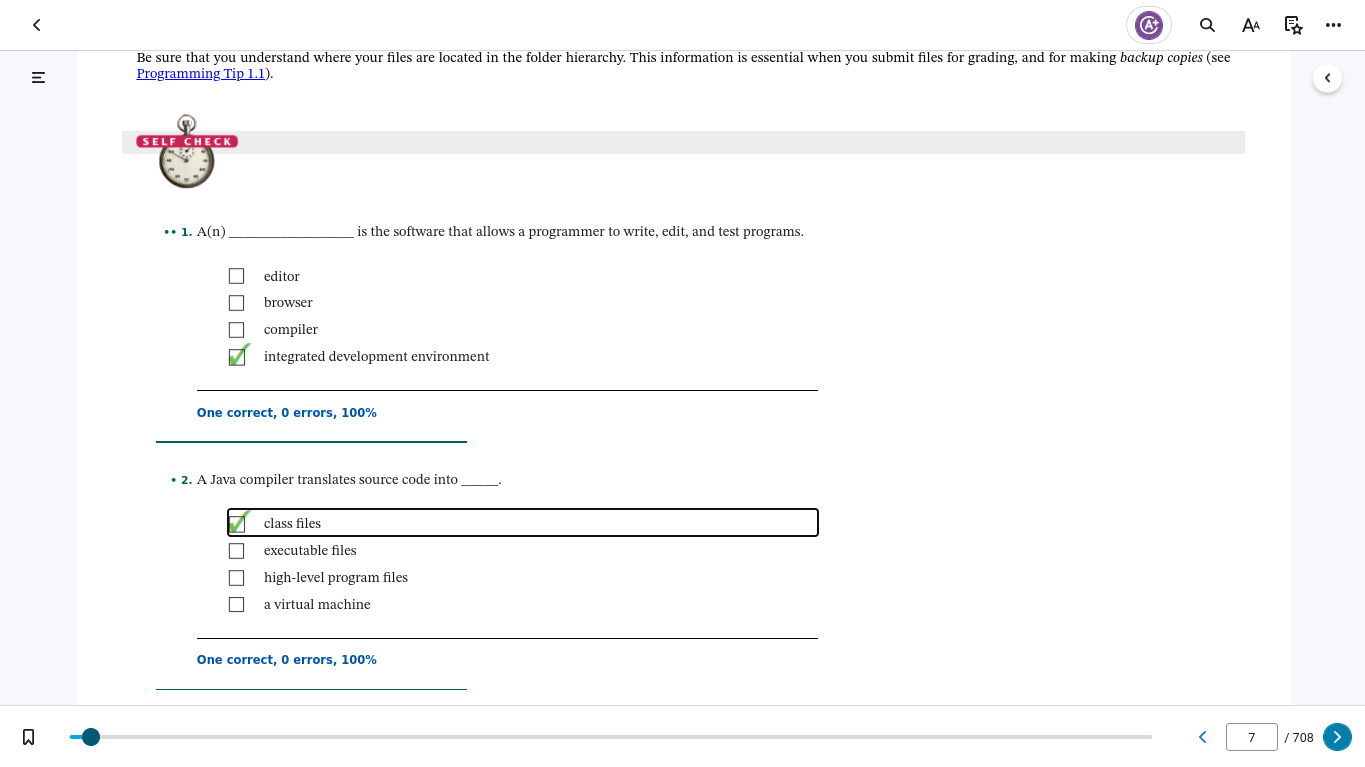 A+
AA
Be sure that you understand where your files are located in the folder hierarchy. This information is essential when you submit files for grading, and for making backup copies (see
Programming Tip 1.1).
SELF CHECK
•• 1. A(n) _________________ is the software that allows a programmer to write, edit, and test programs.
editor
browser
compiler
integrated development environment
One correct, 0 errors, 100%
• 2. A Java compiler translates source code into _____.
class files
executable files
high-level program files
a virtual machine
One correct, 0 errors, 100%
7 / 708